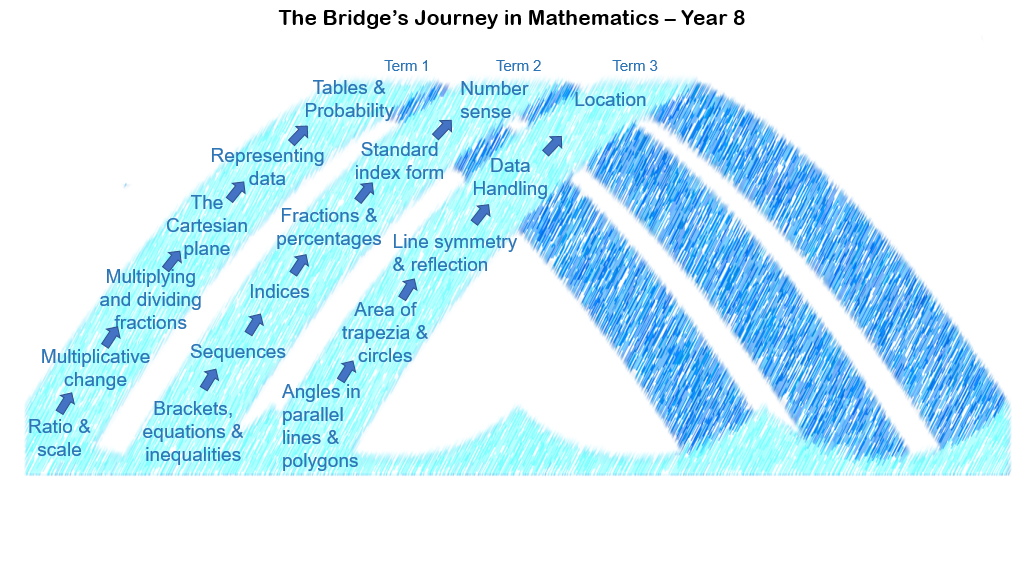 The Bridge’s Journey in Mathematics – Year 8
Term 1
Term 2
Term 3
Ratio &
scale
Multiplicative
change
Multiplying
and dividing
fractions
The
Cartesian
plane
Representing
data
Tables &
Probability
Brackets,
equations &
inequalities
Sequences
Indices
Fractions &
percentages
Standard
index form
Number
sense
Angles in
parallel
lines &
polygons
Area of
trapezia &
circles
Line symmetry
& reflection
Data
Handling
Location